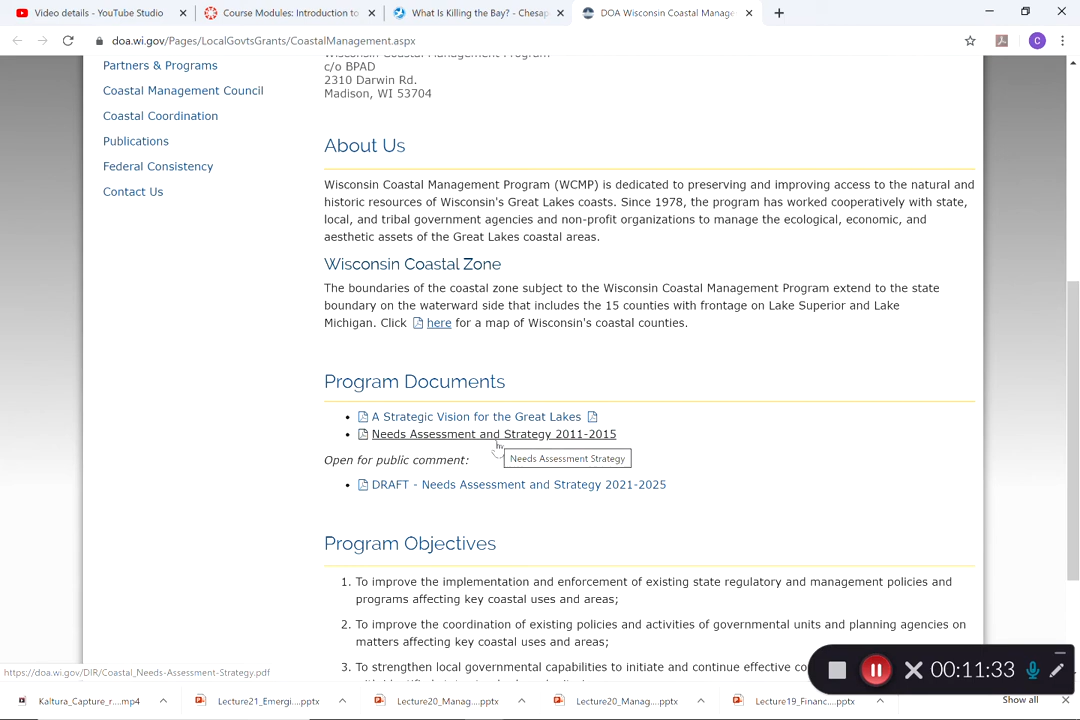 Video details - YouTube Studio
Course Modules: Introduction to
What Is Killing the Bay? - Chesap
DOA Wisconsin Coastal Manage
doa.wi.gov/Pages/LocalGovtsGrants/CoastalManagement.aspx
C
Partners & Programs
Coastal Management Council
Coastal Coordination
Publications
Federal Consistency
Contact Us
c/o BPAD
2310 Darwin Rd.
Madison, WI 53704
About Us
Wisconsin Coastal Management Program (WCMP) is dedicated to preserving and improving access to the natural and
historic resources of Wisconsin's Great Lakes coasts. Since 1978, the program has worked cooperatively with state,
local, and tribal government agencies and non-profit organizations to manage the ecological, economic, and
aesthetic assets of the Great Lakes coastal areas.
Wisconsin Coastal Zone
The boundaries of the coastal zone subject to the Wisconsin Coastal Management Program extend to the state
boundary on the waterward side that includes the 15 counties with frontage on Lake Superior and Lake
Michigan. Click here for a map of Wisconsin's coastal counties.
Program Documents
• A Strategic Vision for the Great Lakes
• Needs Assessment and Strategy 2011-2015
Needs Assessment Strategy
Open for public comment:
• DRAFT - Needs Assessment and Strategy 2021-2025
Program Objectives
1. To improve the implementation and enforcement of existing state regulatory and management policies and
programs affecting key coastal uses and areas;
2. To improve the coordination of existing policies and activities of governmental units and planning agencies on
matters affecting key coastal uses and areas;
3. To strengthen local governmental capabilities to initiate and continue effective co
https://doa.wi.gov/DIR/Coastal_Needs-Assessment-Strategy.pdf
00:11:33
Kaltura_Capture_r....mp4
Lecture21_Emergi....pptx
Lecture20_Manag....pptx
Lecture20_Manag....pptx
Lecture19_Financ....pptx
Show all